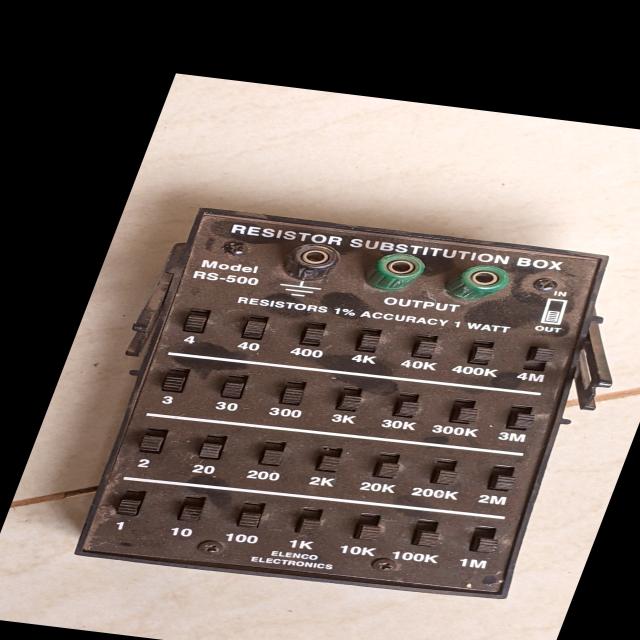 RESISTOR SUBSTITUTION BOX
Model
RS-500
IN
OUTPUT
RESISTORS 1% ACCURACY 1 WATT
OUT
4 40 400 4K 40K 400K 4M
3 30 300 3K 30K 300K 3M
2 20 200 2K 20K 200K 2M
1 10 100 1K 10K 100K 1M
ELENCO
ELECTRONICS